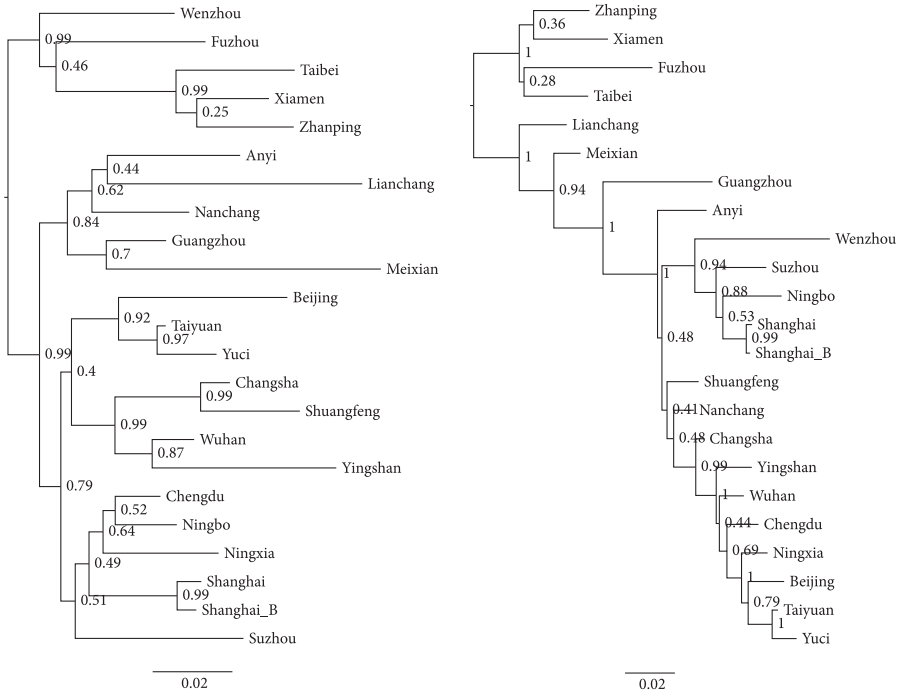 Wenzhou
0.99
Fuzhou
0.46
Taibei
0.99
Xiamen
0.25
Zhanping
Anyi
0.44
Lianchang
0.62
Nanchang
0.84
Guangzhou
0.7
Meixian
0.99
Beijing
0.92
Taiyuan
0.97
Yuci
0.4
Changsha
0.99
Shuangfeng
0.99
Wuhan
0.87
Yingshan
0.79
Chengdu
0.52
Ningbo
0.64
Ningxia
0.49
Shanghai
0.99
Shanghai_B
0.51
Suzhou
0.02
Zhanping
0.36
Xiamen
1
Fuzhou
0.28
Taibei
Lianchang
1
Meixian
0.94
Guangzhou
1
Anyi
1
Wenzhou
0.94
Suzhou
0.88
Ningbo
0.53
Shanghai
0.99
Shanghai_B
0.48
Shuangfeng
0.41
Nanchang
0.48
Changsha
0.99
Yingshan
1
Wuhan
0.44
Chengdu
0.69
Ningxia
1
Beijing
0.79
Taiyuan
1
Yuci
0.02